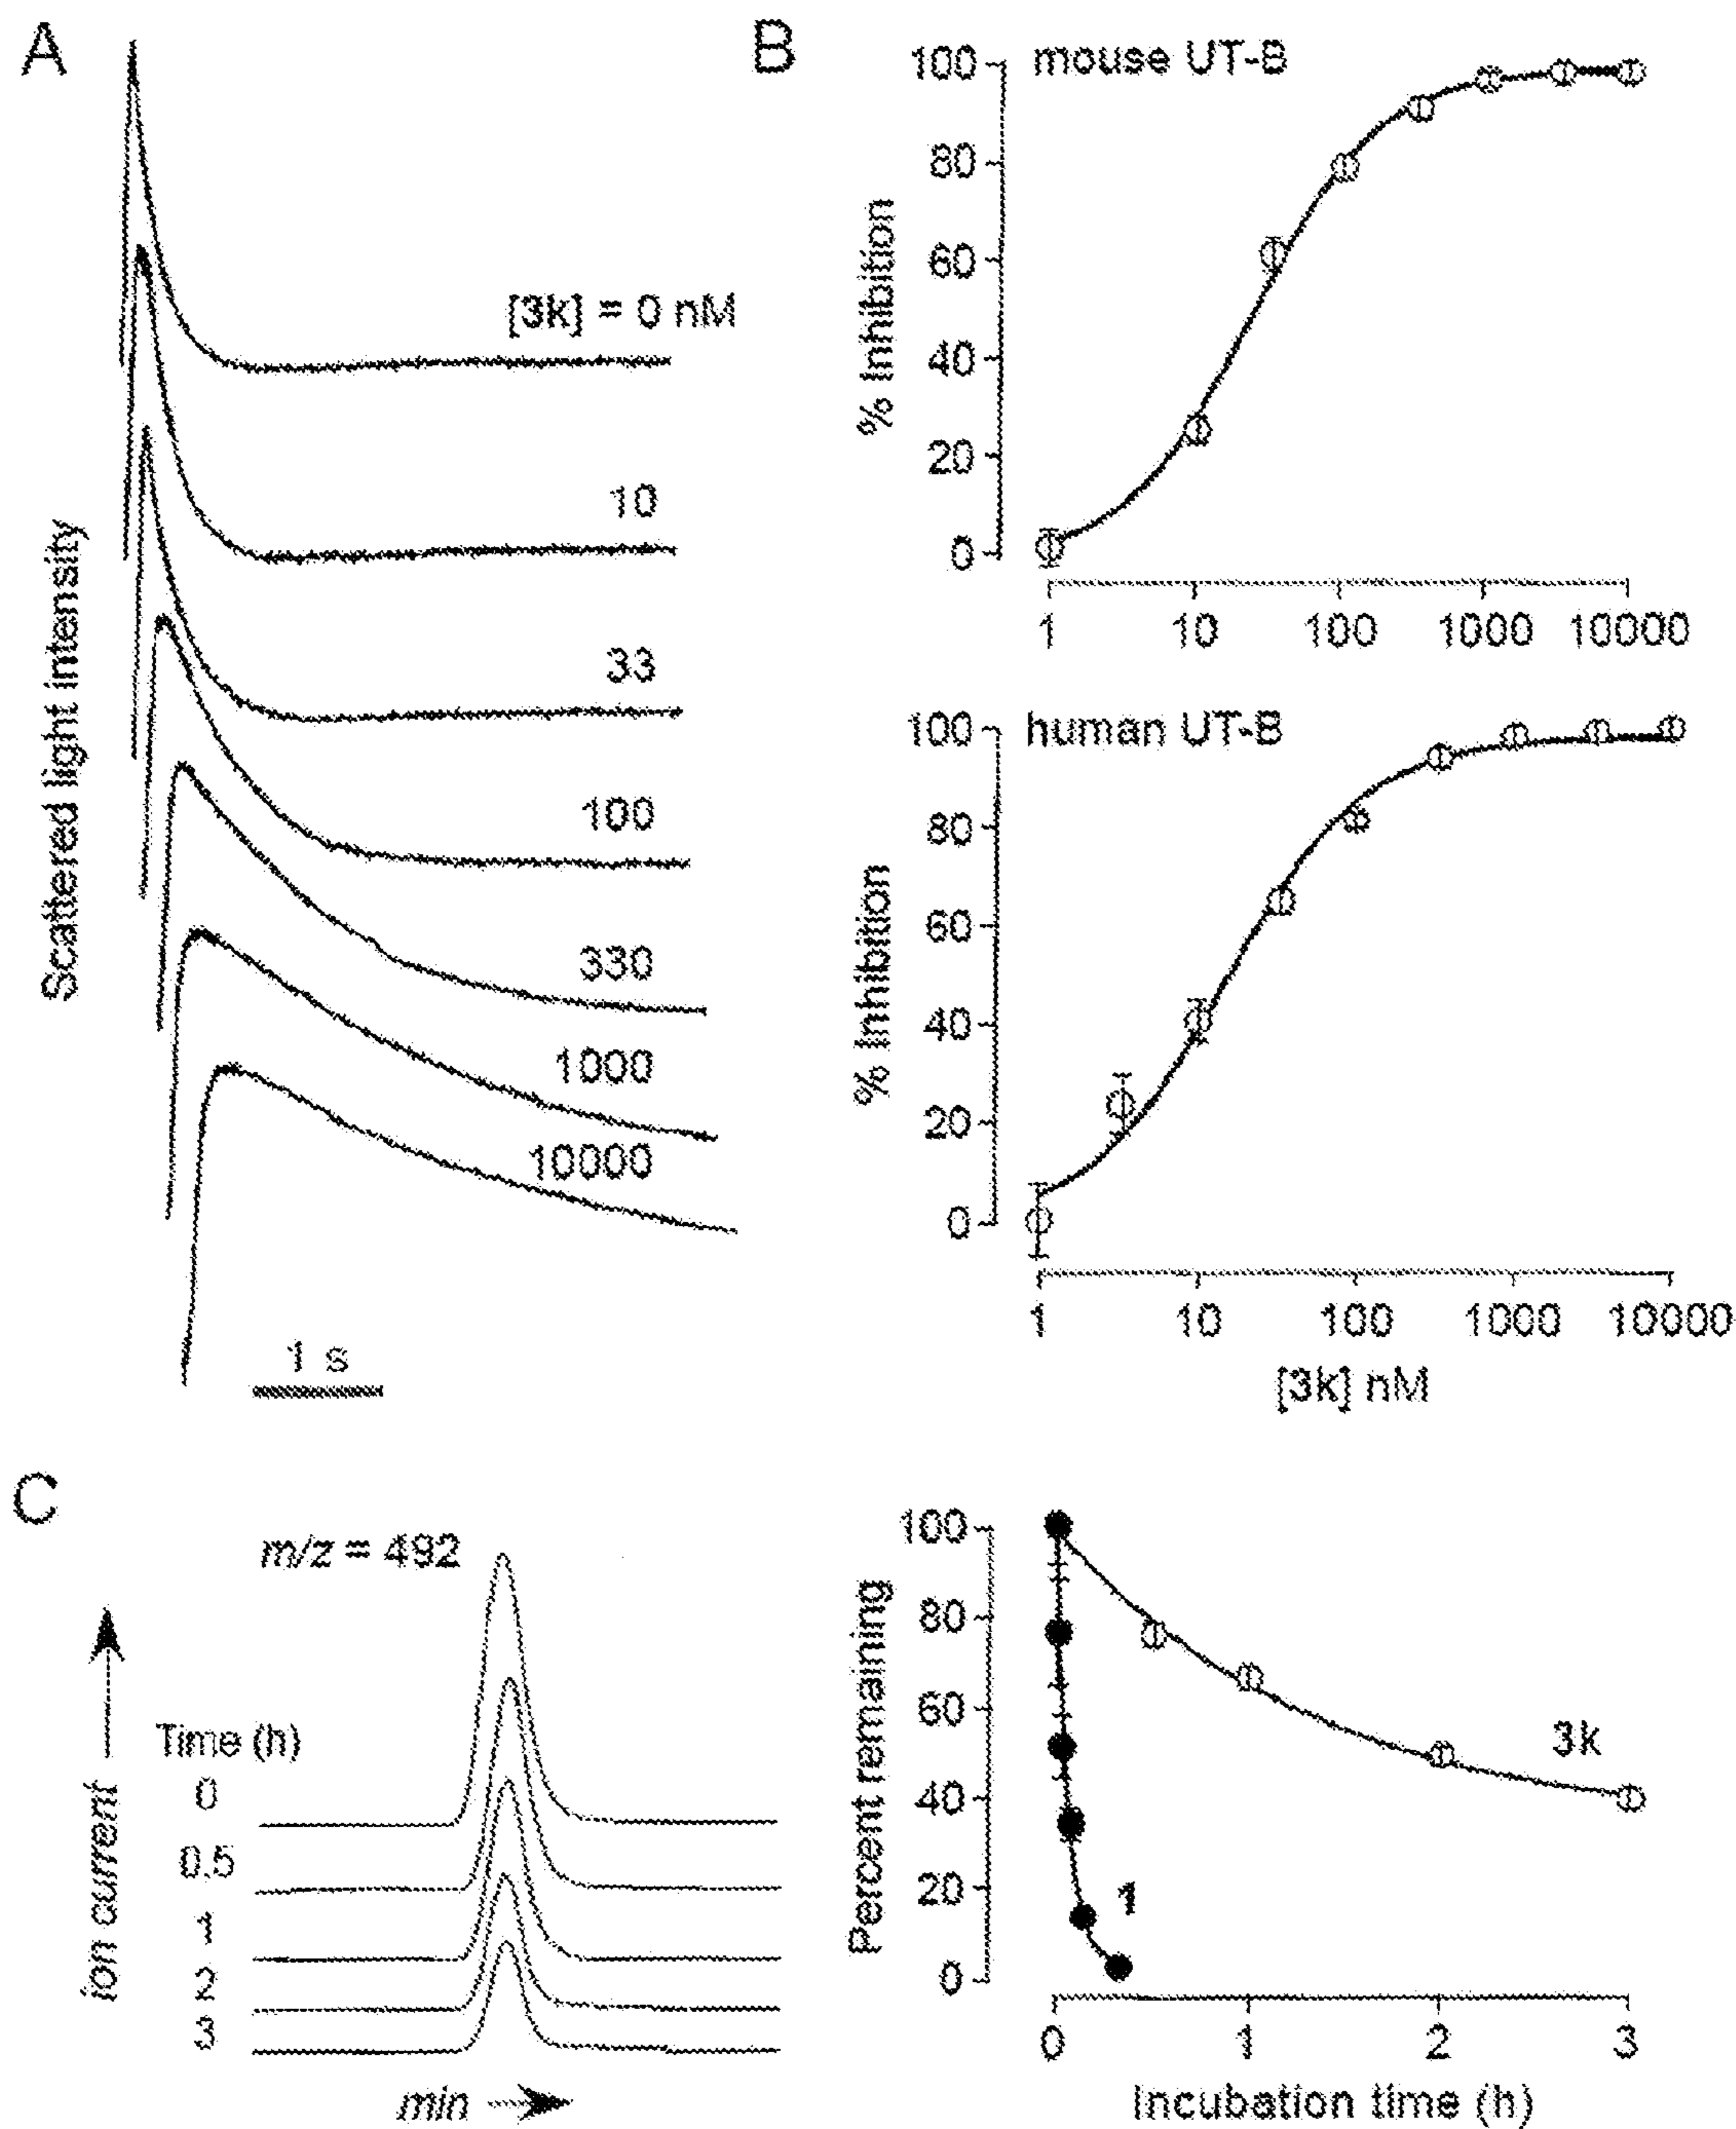 A
[3k] = 0 nM
10
33
100
330
1000
10000
Scattered light intensity
1 s
B
mouse UT-B
% Inhibition
100
80
60
40
20
0
1 10 100 1000 10000
human UT-B
% Inhibition
100
80
60
40
20
0
1 10 100 1000 10000
[3k] nM
C
m/z = 492
ion current
Time (h)
0
0.5
1
2
3
min
Percent remaining
100
80
60
40
20
0
3k
1
0 1 2 3
Incubation time (h)